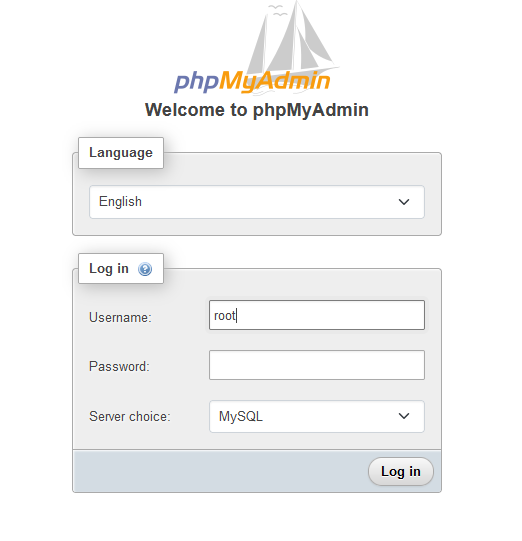 phpMyAdmin
Welcome to phpMyAdmin
Language
English
Log in
Username: root
Password:
Server choice: MySQL
Log in